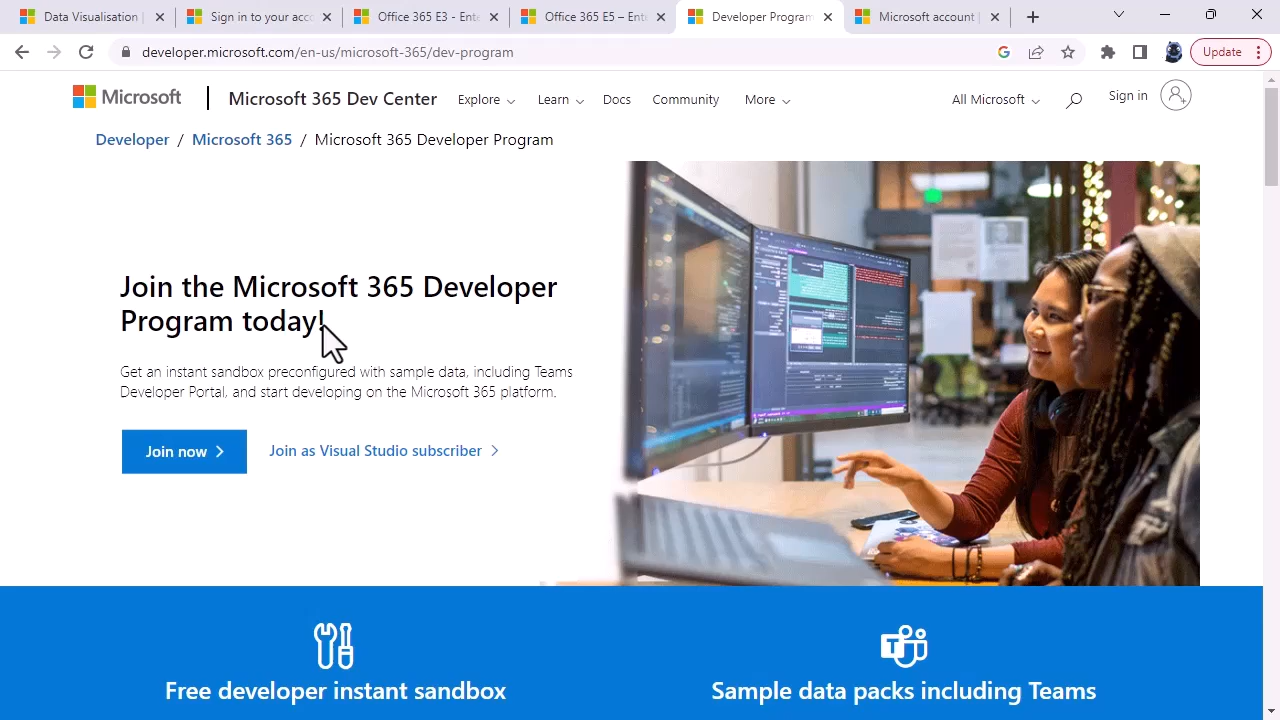 Data Visualisation |
Sign in to your acco
Office 365 E3 - Ente
Office 365 E5 – Ente
Developer Program
Microsoft account |
developer.microsoft.com/en-us/microsoft-365/dev-program
Update
Microsoft
Microsoft 365 Dev Center
Explore
Learn
Docs
Community
More
All Microsoft
Sign in
Developer / Microsoft 365 / Microsoft 365 Developer Program
Join the Microsoft 365 Developer
Program today!
Get an instant sandbox preconfigured with sample data, including Teams
Developer Portal, and start developing on the Microsoft 365 platform.
Join now
Join as Visual Studio subscriber
Free developer instant sandbox
Sample data packs including Teams